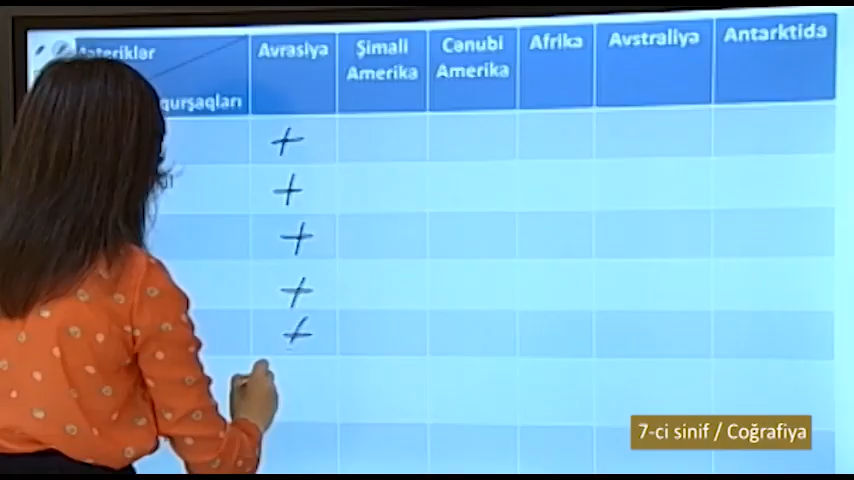 Materiklər
qurşaqları
Avrasiya
Şimali
Amerika
Cənubi
Amerika
Afrika
Avstraliya
Antarktida
+
+
+
+
+
7-ci sinif / Coğrafiya